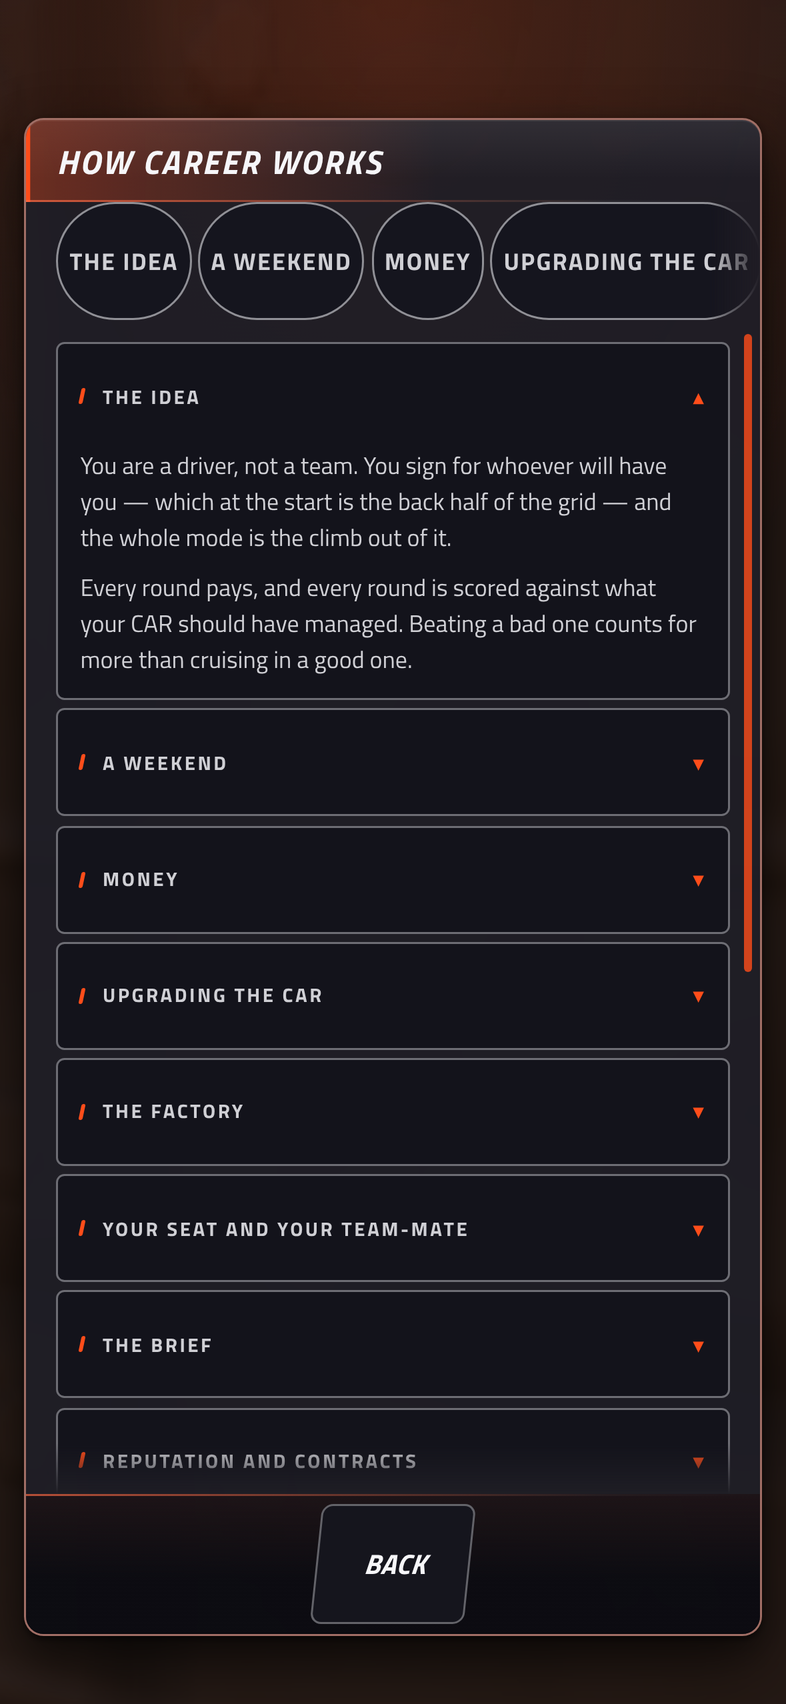 HOW CAREER WORKS
THE IDEA
A WEEKEND
MONEY
UPGRADING THE CAR
THE IDEA
You are a driver, not a team. You sign for whoever will have
you — which at the start is the back half of the grid — and
the whole mode is the climb out of it.
Every round pays, and every round is scored against what
your CAR should have managed. Beating a bad one counts for
more than cruising in a good one.
A WEEKEND
MONEY
UPGRADING THE CAR
THE FACTORY
YOUR SEAT AND YOUR TEAM-MATE
THE BRIEF
REPUTATION AND CONTRACTS
BACK